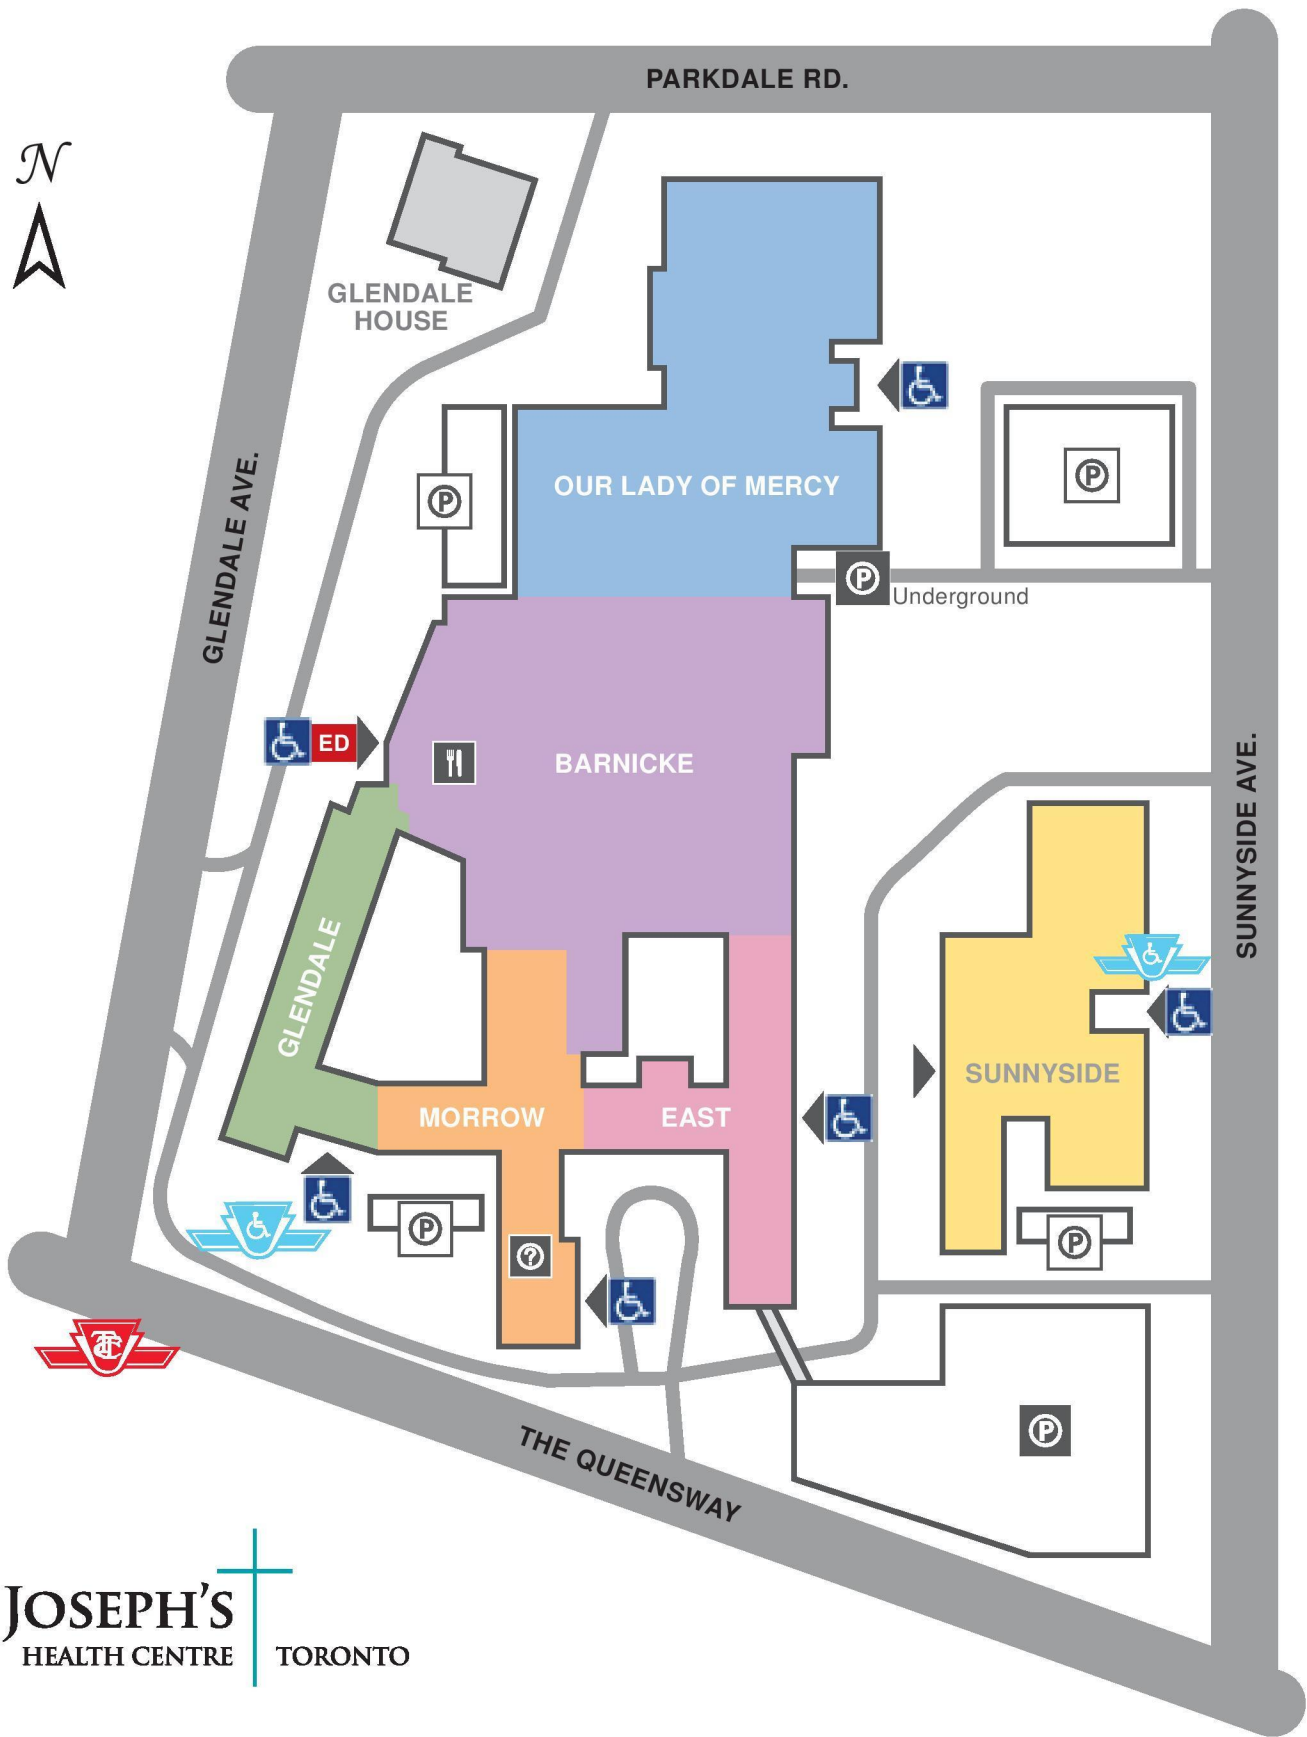 PARKDALE RD.
N
GLENDALE
HOUSE
GLENDALE AVE.
P
P
OUR LADY OF MERCY
P
Underground
ED
BARNICKE
SUNNYSIDE AVE.
GLENDALE
SUNNYSIDE
MORROW
EAST
P
?
P
TTC
P
THE QUEENSWAY
JOSEPH'S
HEALTH CENTRE
TORONTO